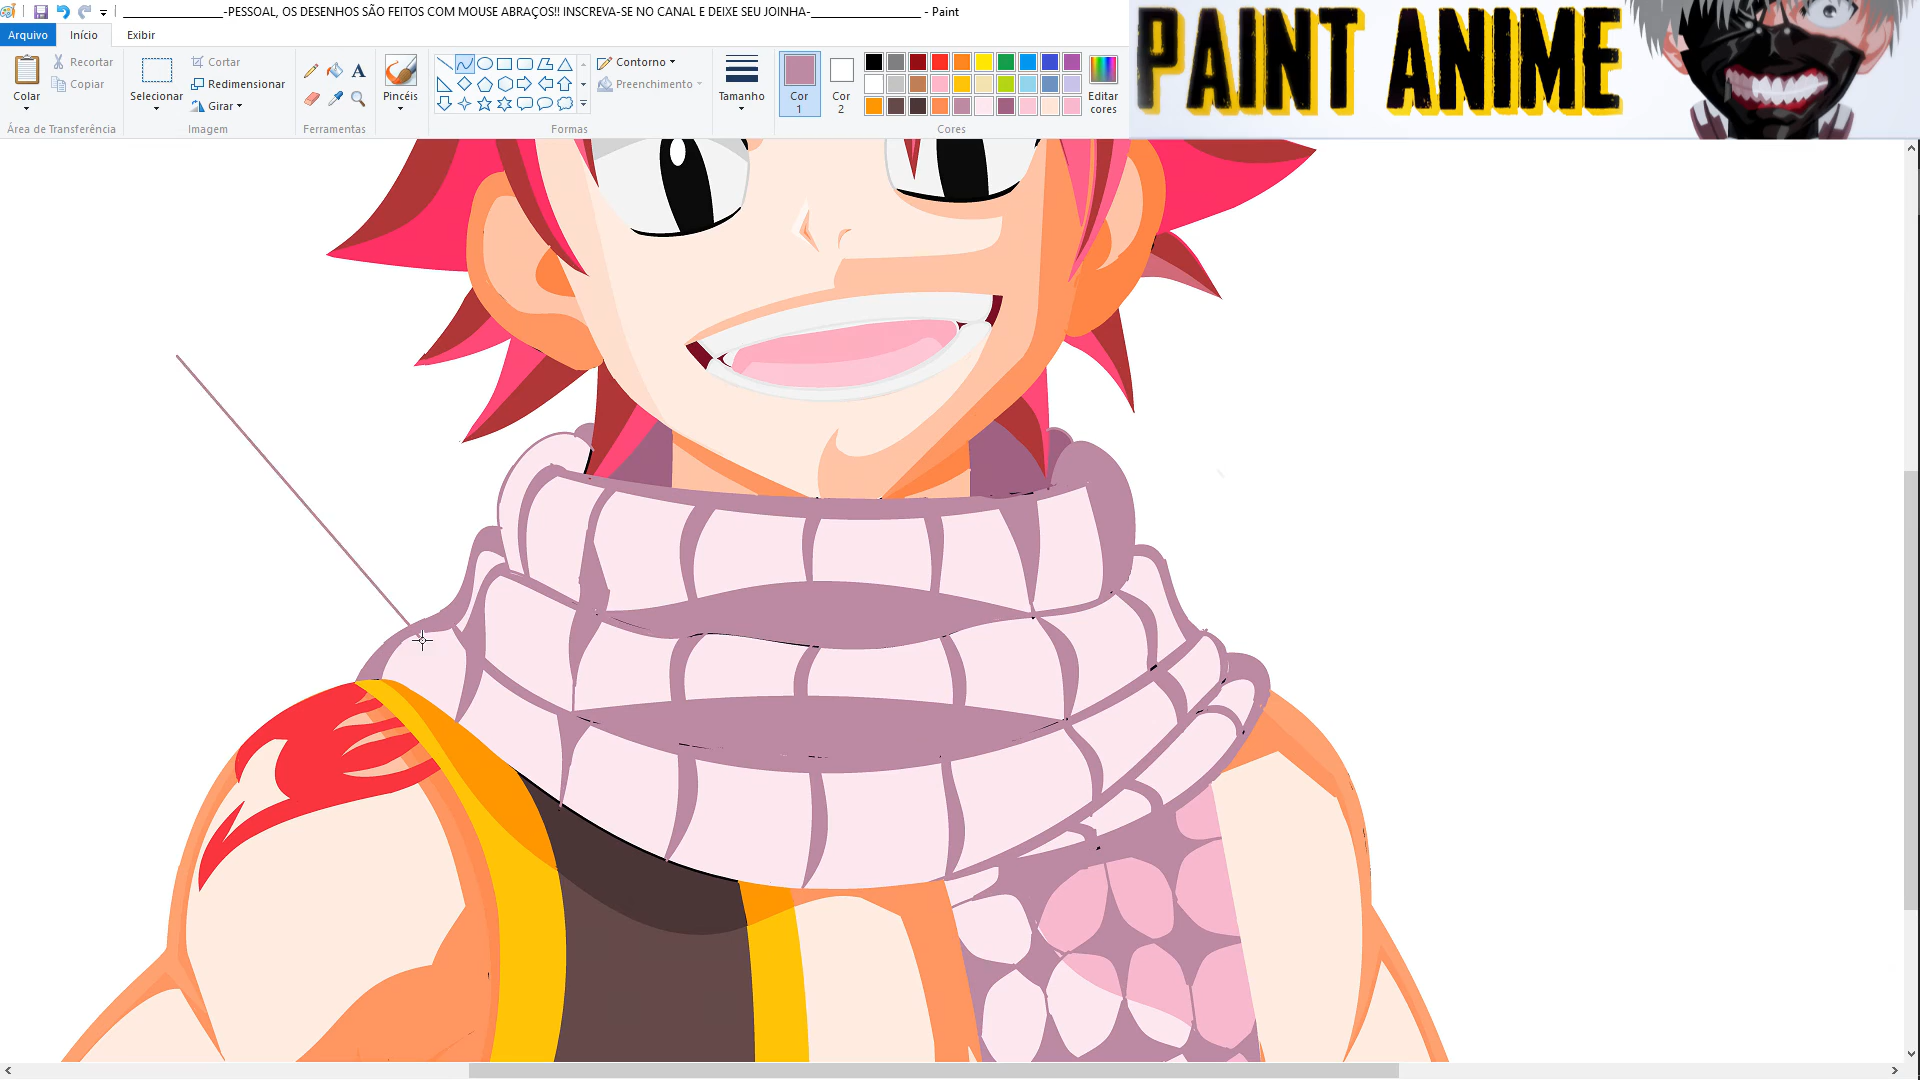 ____________________-PESSOAL, OS DESENHOS SÃO FEITOS COM MOUSE ABRAÇOS!! INSCREVA-SE NO CANAL E DEIXE SEU JOINHA-______________________ - Paint
Arquivo Início Exibir
Colar
Recortar
Copiar
Área de Transferência
Selecionar
Cortar
Redimensionar
Girar
Imagem
A
Ferramentas
Pincéis
Formas
Contorno
Preenchimento
Tamanho
Cor 1
Cor 2
Cores
Editar cores
PAINT ANIME